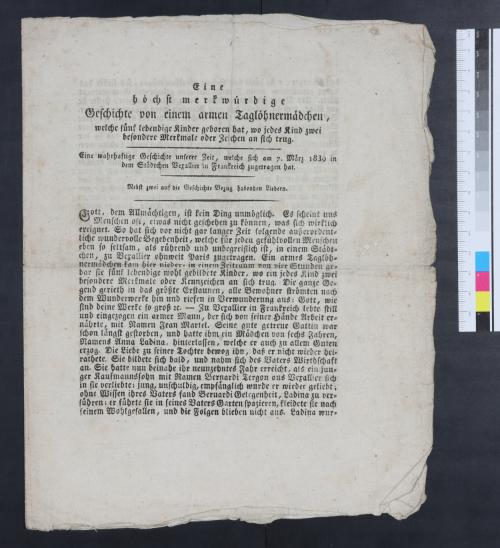 Eine
höchst merkwürdige
Geschichte von einem armen Taglöhnermädchen,
welche fünf lebendige Kinder geboren hat, wo jedes Kind zwei
besondere Merkmale oder Zeichen an sich trug.
Eine wahrhaftige Geschichte unserer Zeit, welche sich am 7. März 1830 in
dem Städtchen Verallier in Frankreich zugetragen hat.
Nebst zwei auf die Geschichte Bezug habenden Liedern.
Gott, dem Allmächtigen, ist kein Ding unmöglich. Es scheint uns
Menschen oft, etwas nicht geschehen zu können, was sich wirklich
ereignet. So hat sich vor nicht gar langer Zeit folgende außerordent-
liche wundervolle Begebenheit, welche für jeden gefühlvollen Menschen
eben so seltsam, als rührend und unbegreiflich ist, in einem Städt-
chen, zu Verallier ohnweit Paris zugetragen. Ein armes Taglöh-
nermädchen kam hier nieder: in einem Zeitraum von vier Stunden ge-
bar sie fünf lebendige wohl gebildete Kinder, wo ein jedes Kind zwei
besondere Merkmale oder Kennzeichen an sich trug. Die ganze Ge-
gend gerieth in das größte Erstaunen, alle Bewohner strömten nach
dem Wunderwerke hin und riefen in Verwunderung aus: Gott, wie
sind deine Werke so groß ec. — Zu Verallier in Frankreich lebte still
und eingezogen ein armer Mann, der sich von seiner Hände Arbeit er-
nährte, mit Namen Jean Martel. Seine gute getreue Gattin war
schon längst gestorben, und hatte ihm ein Mädchen von sechs Jahren,
Namens Anna Ladina, hinterlassen, welche er auch zu allem Guten
erzog. Die Liebe zu seiner Tochter bewog ihn, daß er nicht wieder hei-
rathete. Sie bildete sich bald, und nahm sich des Vaters Wirthschaft
an. Sie hatte nun beinahe ihr neunzehntes Jahr erreicht, als ein jun-
ger Kaufmannssohn mit Namen Bernardi Tergon aus Verallier sich
in sie verliebte: jung, unschuldig, empfänglich wurde er wieder geliebt;
ohne Wissen ihres Vaters fand Bernardi Gelegenheit, Ladina zu ver-
führen: er führte sie in seines Vaters Garten spazieren, kleidete sie nach
seinem Wohlgefallen, und die Folgen blieben nicht aus. Ladina wur-